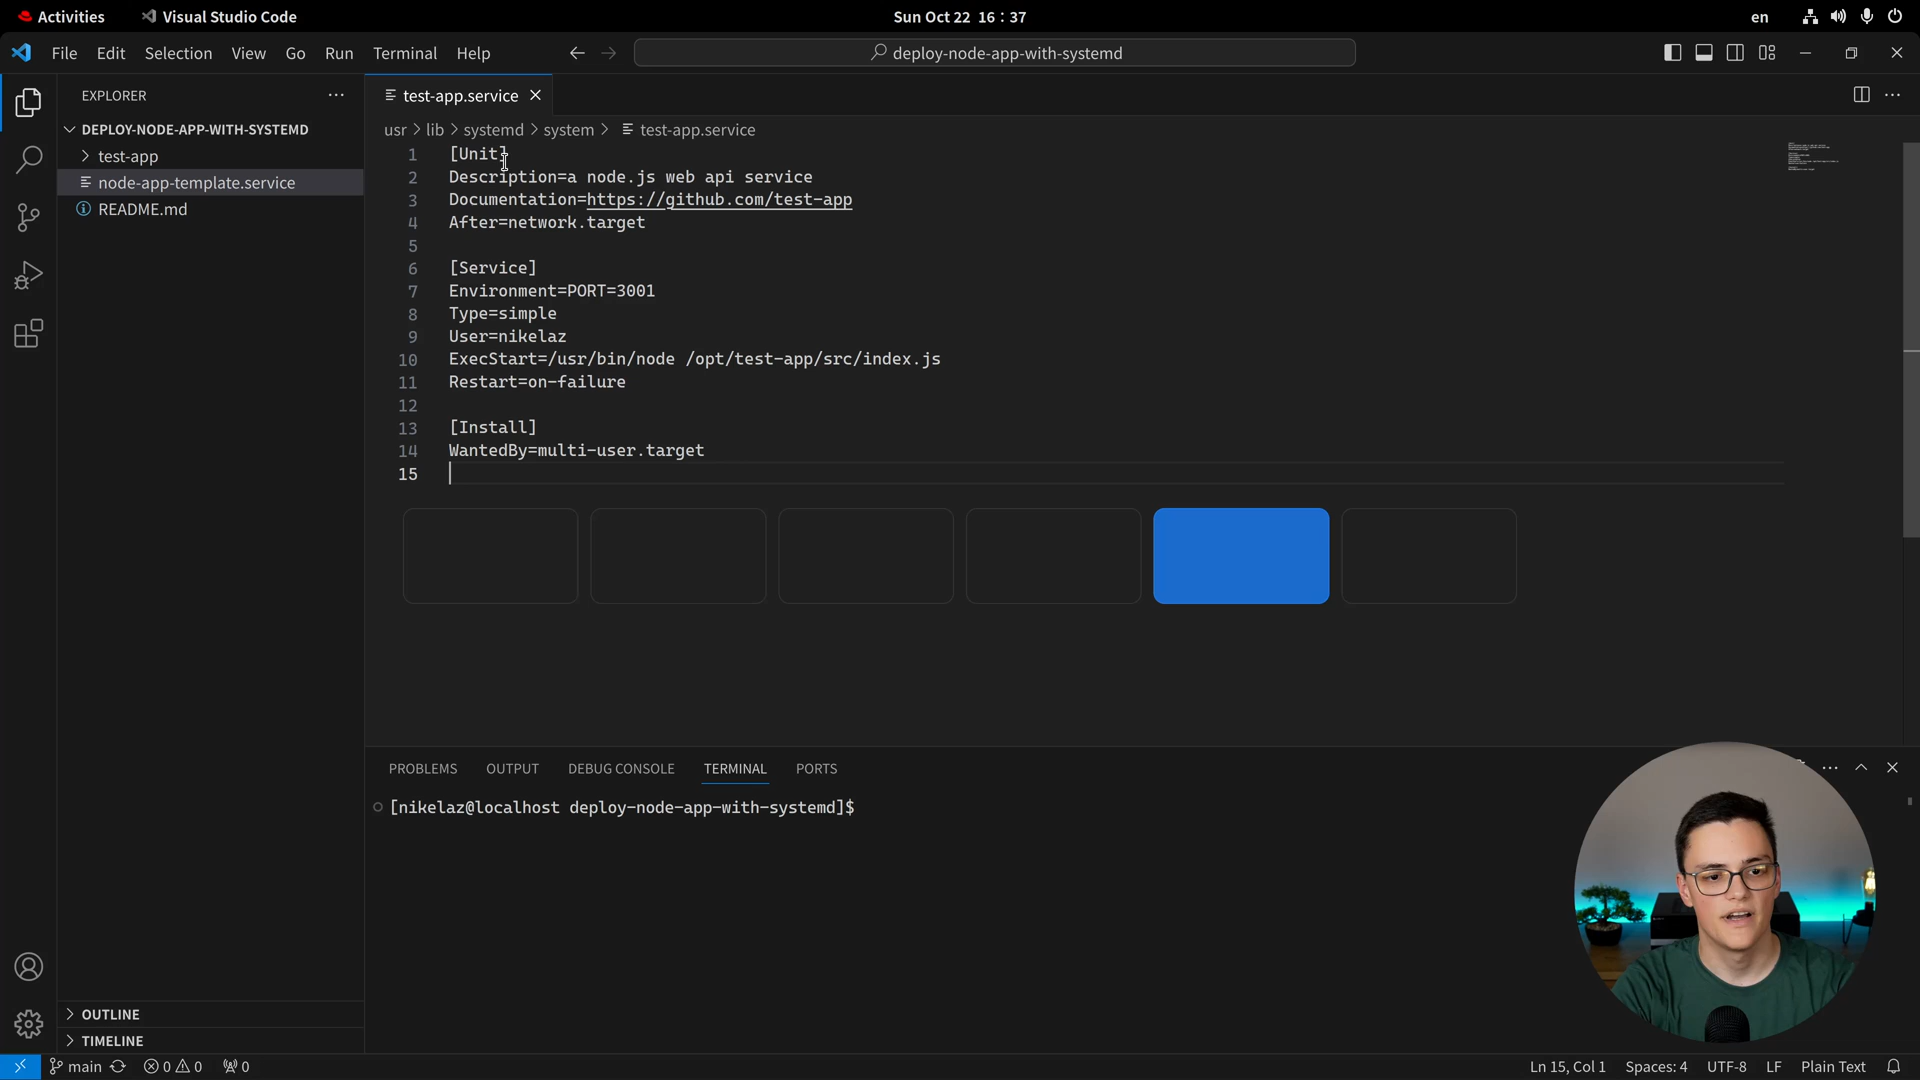 Activities
Visual Studio Code
Sun Oct 22 16:37
en
File Edit Selection View Go Run Terminal Help
deploy-node-app-with-systemd
EXPLORER
DEPLOY-NODE-APP-WITH-SYSTEMD
test-app
node-app-template.service
README.md
OUTLINE
TIMELINE
test-app.service
usr > lib > systemd > system > test-app.service
1 [Unit]
2 Description=a node.js web api service
3 Documentation=https://github.com/test-app
4 After=network.target
5
6 [Service]
7 Environment=PORT=3001
8 Type=simple
9 User=nikelaz
10 ExecStart=/usr/bin/node /opt/test-app/src/index.js
11 Restart=on-failure
12
13 [Install]
14 WantedBy=multi-user.target
15
PROBLEMS OUTPUT DEBUG CONSOLE TERMINAL PORTS
[nikelaz@localhost deploy-node-app-with-systemd]$
main 0 0 0
Ln 15, Col 1 Spaces: 4 UTF-8 LF Plain Text